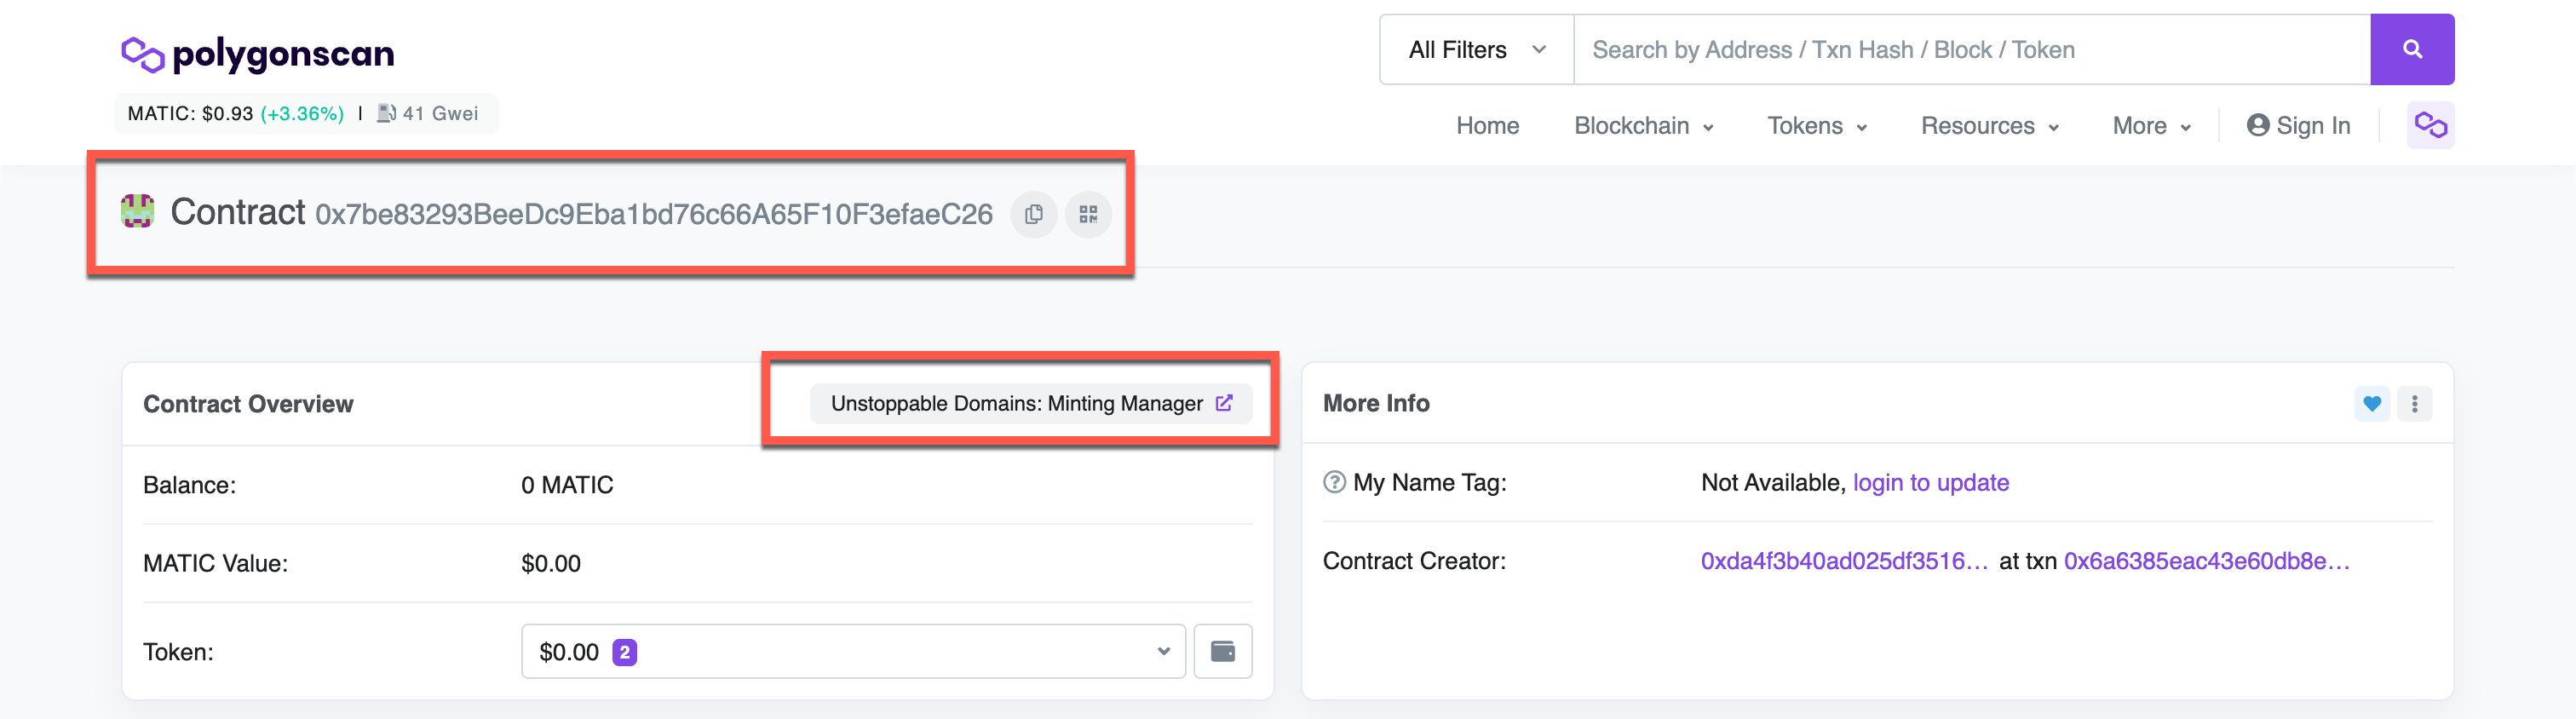 polygonscan
All Filters
Search by Address / Txn Hash / Block / Token
MATIC: $0.93 (+3.36%) | 41 Gwei
Home Blockchain Tokens Resources More Sign In
Contract 0x7be83293BeeDc9Eba1bd76c66A65F10F3efaeC26
Contract Overview
Unstoppable Domains: Minting Manager
Balance: 0 MATIC
MATIC Value: $0.00
Token: $0.00 2
More Info
My Name Tag: Not Available, login to update
Contract Creator: 0xda4f3b40ad025df3516... at txn 0x6a6385eac43e60db8e...